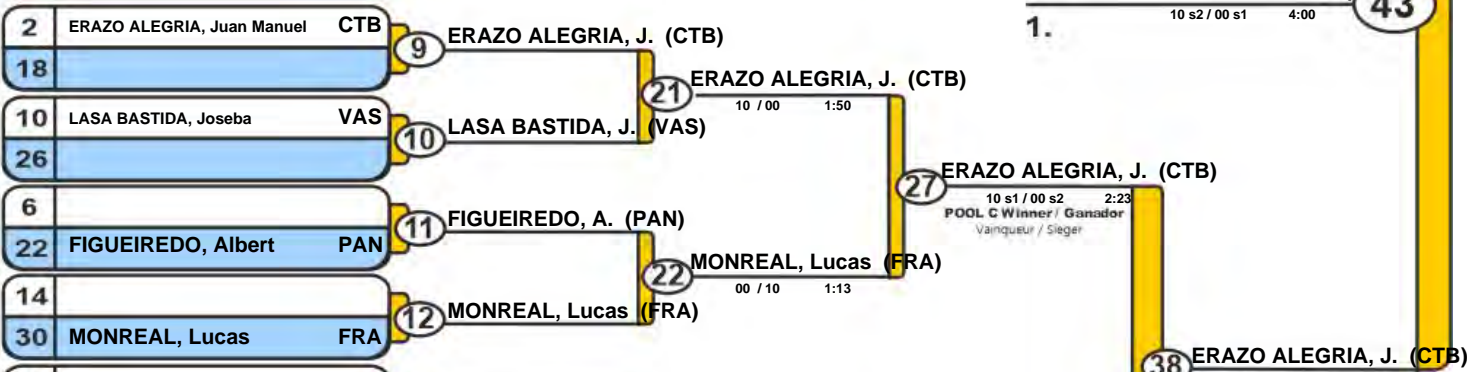 2 ERAZO ALEGRIA, Juan Manuel CTB
18
10 LASA BASTIDA, Joseba VAS
26
6
22 FIGUEIREDO, Albert PAN
14
30 MONREAL, Lucas FRA
9 ERAZO ALEGRIA, J. (CTB)
10 LASA BASTIDA, J. (VAS)
11 FIGUEIREDO, A. (PAN)
12 MONREAL, Lucas (FRA)
21 ERAZO ALEGRIA, J. (CTB)
10 / 00 1:50
22 MONREAL, Lucas (FRA)
00 / 10 1:13
27 ERAZO ALEGRIA, J. (CTB)
10 s1 / 00 s2 2:23
POOL C Winner / Ganador
Vainqueur / Sieger
38 ERAZO ALEGRIA, J. (CTB)
10 s2 / 00 s1 4:00
43
1.